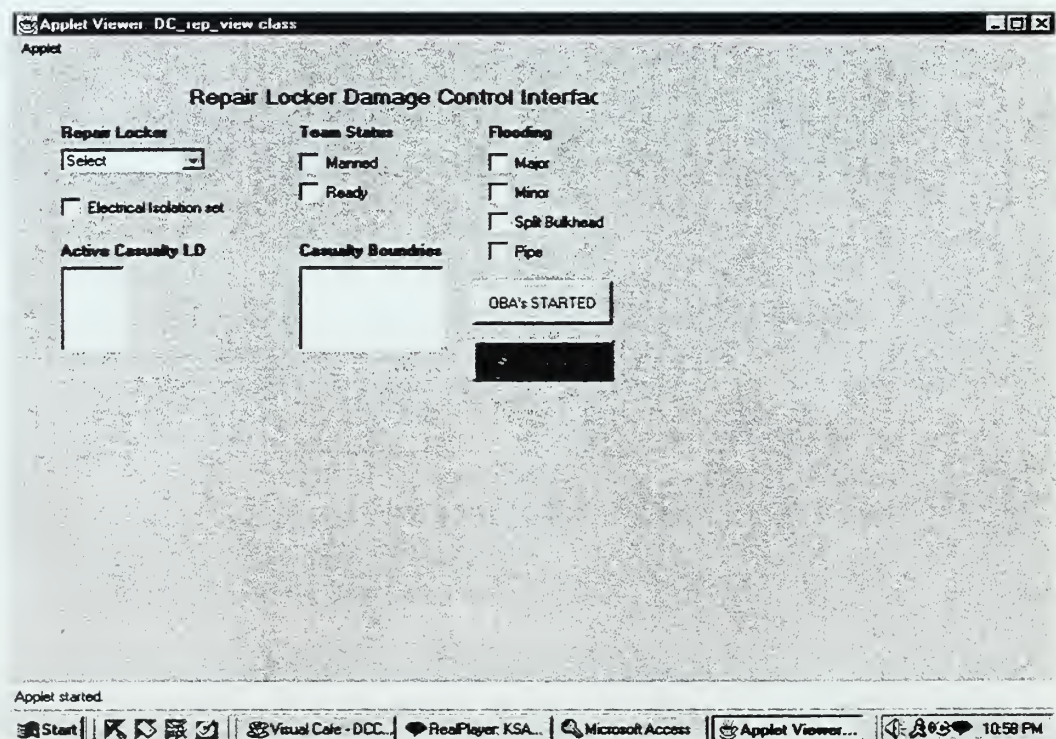 Applet Viewer: DC_rep_view class
Applet
Repair Locker Damage Control Interfac
Repair Locker
Select
Electrical Isolation set
Team Status
Manned
Ready
Flooding
Major
Minor
Split Bulkhead
Pipe
Active Casualty I.D
Casualty Boundries
OBA's STARTED
Applet started.
Start
Visual Cafe - DCC...
RealPlayer: KSA...
Microsoft Access
Applet Viewer...
10:58 PM